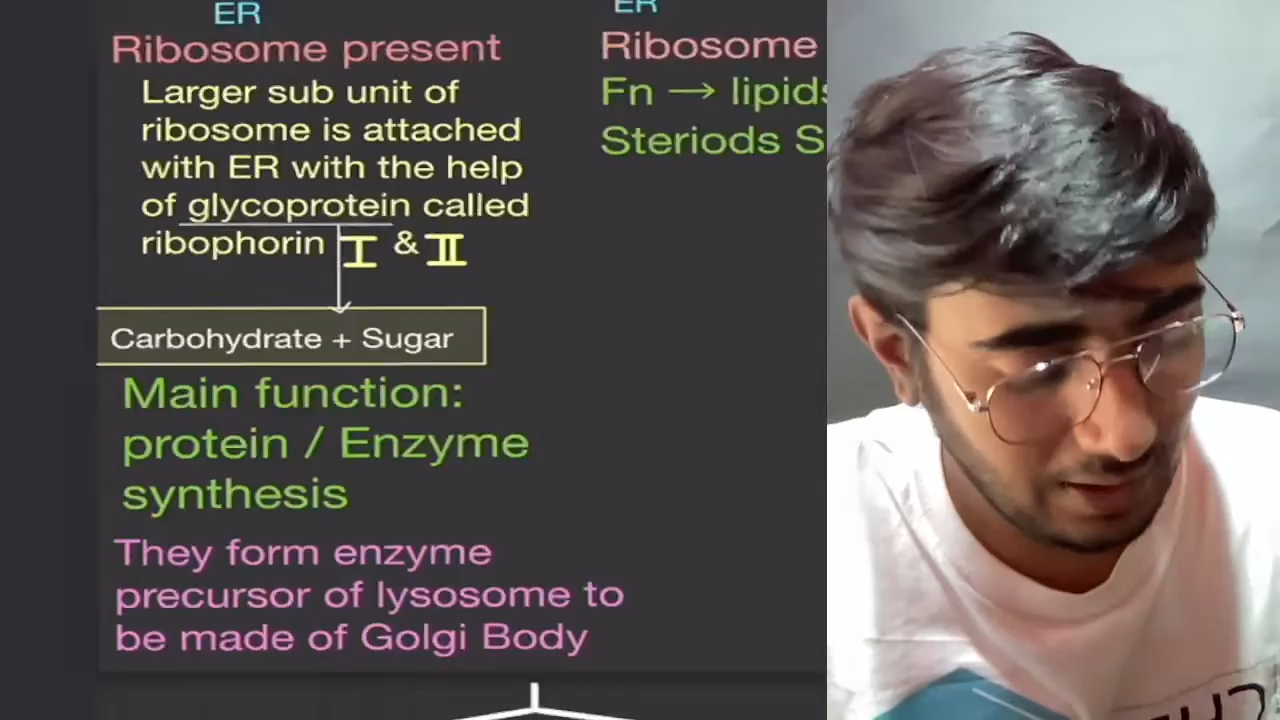 ER
Ribosome present
Larger sub unit of
ribosome is attached
with ER with the help
of glycoprotein called
ribophorin I & II
Carbohydrate + Sugar
Main function:
protein / Enzyme
synthesis
They form enzyme
precursor of lysosome to
be made of Golgi Body
ER
Ribosome
Fn → lipids
Steriods S